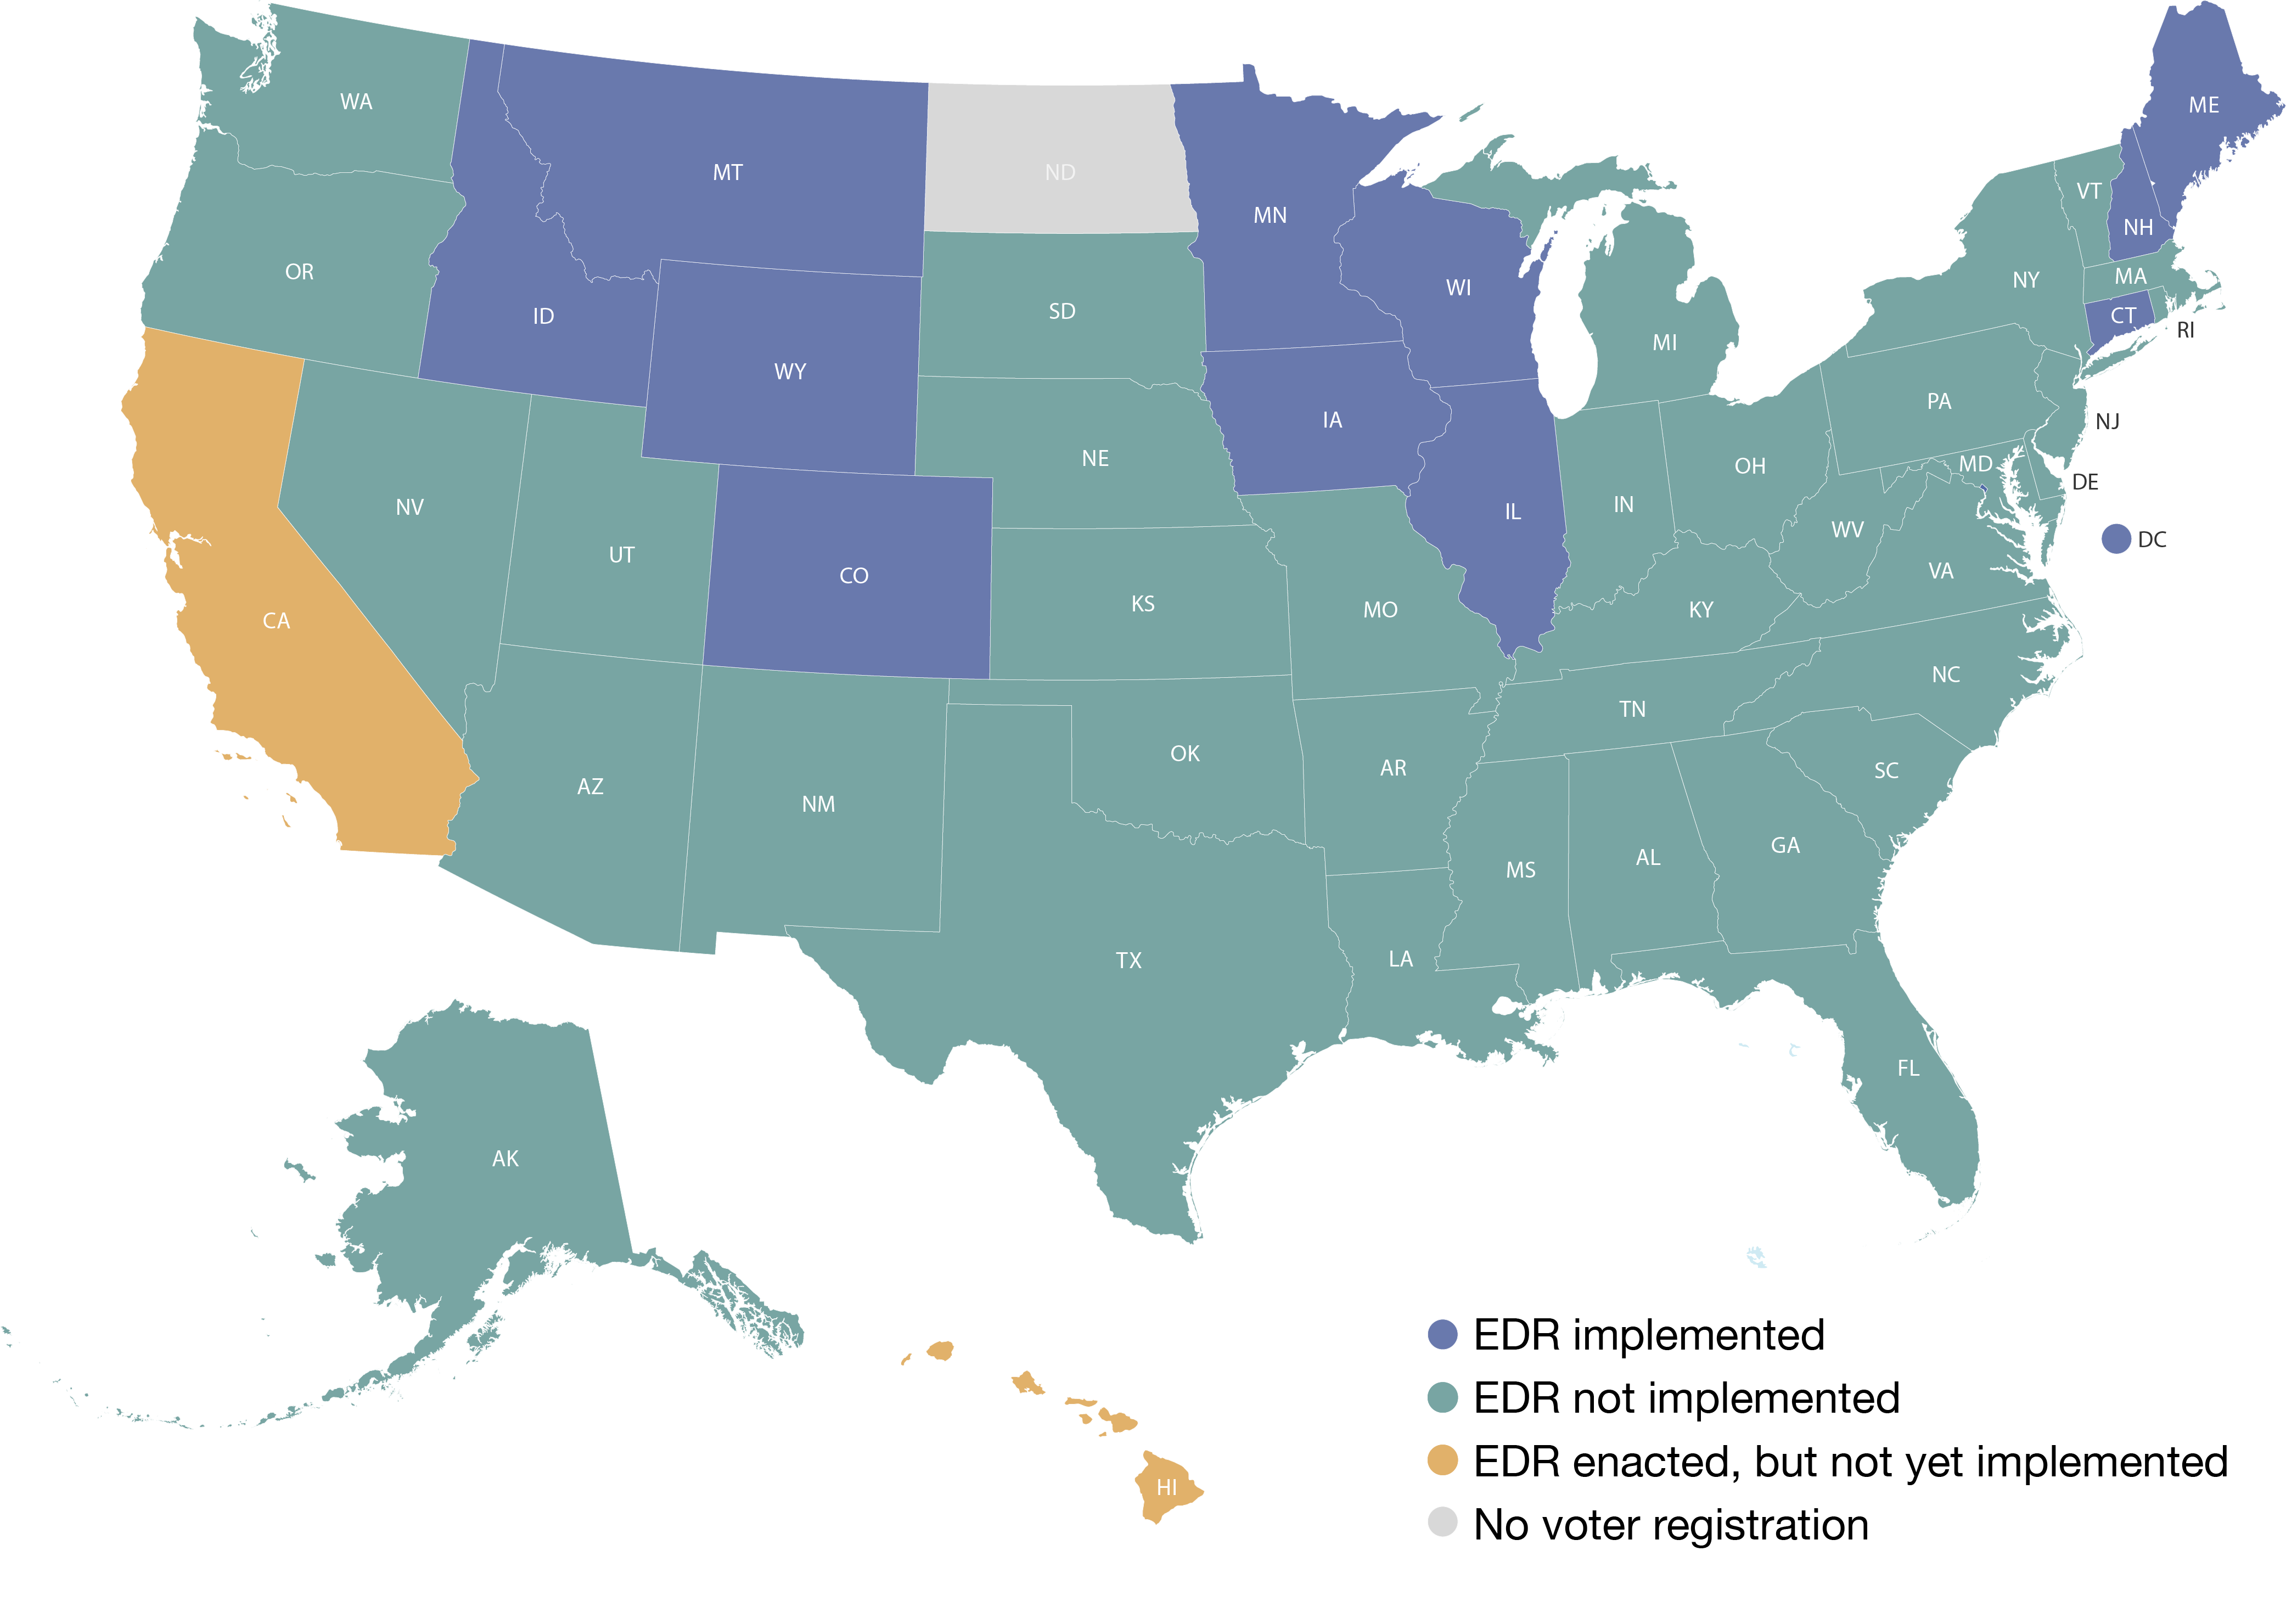 WA
MT
ND
ME
MN
VT
NH
OR
ID
SD
WI
NY
MA
CT
RI
MI
WY
IA
PA
NJ
NE
OH
MD
DE
NV
IL
IN
WV
DC
UT
CO
KS
MO
KY
VA
CA
TN
NC
OK
AR
SC
AZ
NM
MS
AL
GA
TX
LA
FL
AK
HI
EDR implemented
EDR not implemented
EDR enacted, but not yet implemented
No voter registration